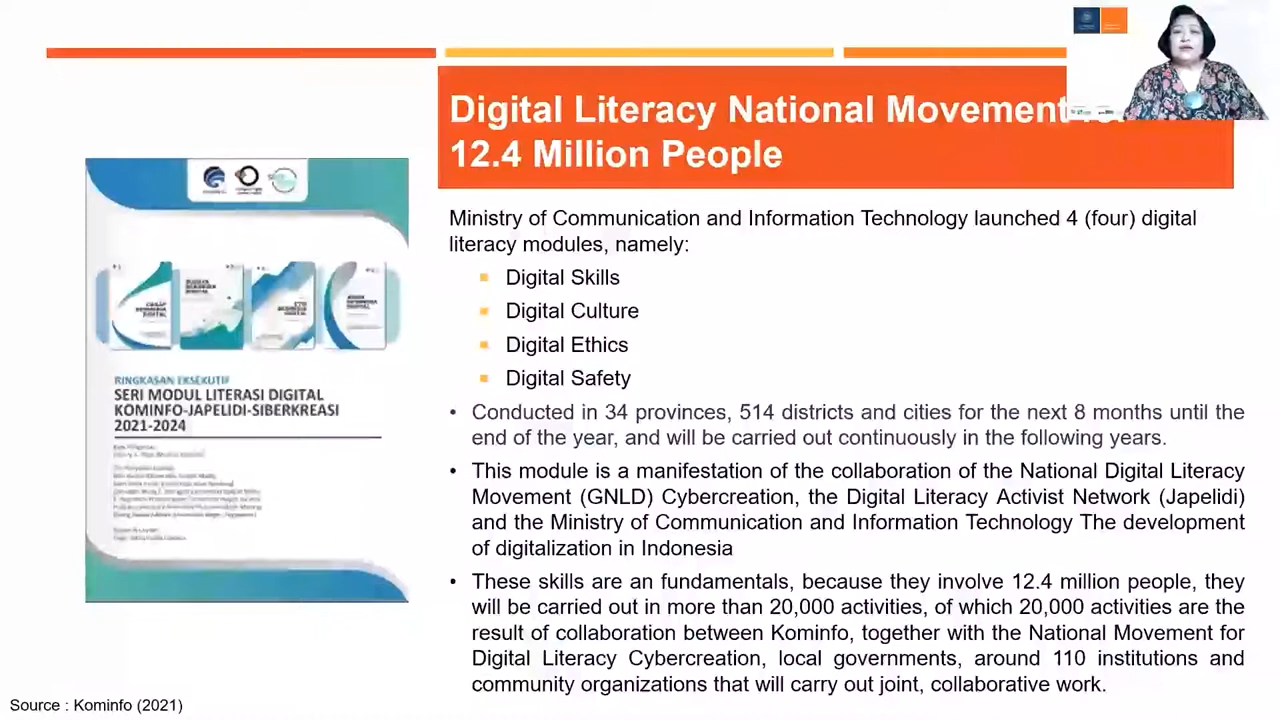 Digital Literacy National Movement for
12.4 Million People
Ministry of Communication and Information Technology launched 4 (four) digital
literacy modules, namely:
Digital Skills
Digital Culture
Digital Ethics
Digital Safety
• Conducted in 34 provinces, 514 districts and cities for the next 8 months until the
end of the year, and will be carried out continuously in the following years.
• This module is a manifestation of the collaboration of the National Digital Literacy
Movement (GNLD) Cybercreation, the Digital Literacy Activist Network (Japelidi)
and the Ministry of Communication and Information Technology The development
of digitalization in Indonesia
• These skills are an fundamentals, because they involve 12.4 million people, they
will be carried out in more than 20,000 activities, of which 20,000 activities are the
result of collaboration between Kominfo, together with the National Movement for
Digital Literacy Cybercreation, local governments, around 110 institutions and
community organizations that will carry out joint, collaborative work.
RINGKASAN EKSEKUTIF
SERI MODUL LITERASI DIGITAL
KOMINFO-JAPELIDI-SIBERKREASI
2021-2024
Source : Kominfo (2021)